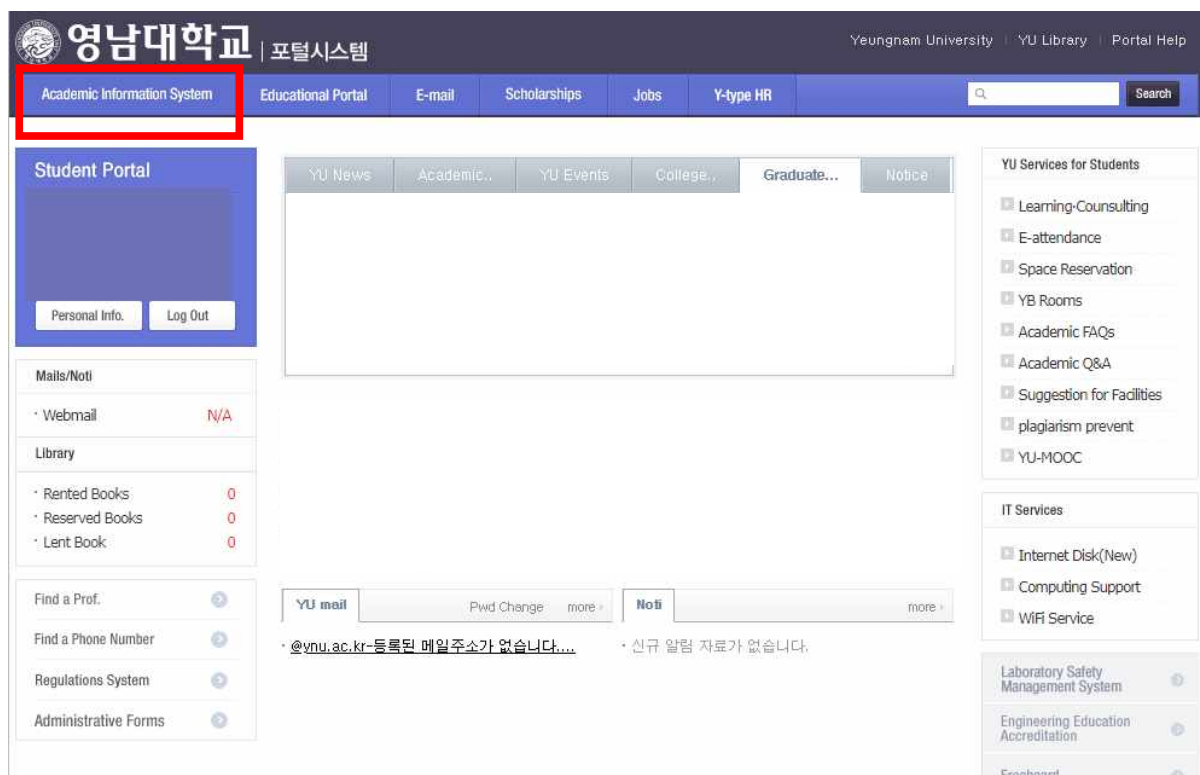 영남대학교 포털시스템
Yeungnam University YU Library Portal Help
Academic Information System Educational Portal E-mail Scholarships Jobs Y-type HR Search
Student Portal
Personal Info. Log Out
Mails/Noti
· Webmail N/A
Library
· Rented Books 0
· Reserved Books 0
· Lent Book 0
Find a Prof.
Find a Phone Number
Regulations System
Administrative Forms
YU News Academic.. YU Events College.. Graduate... Notice
YU mail Pwd Change more
· @ynu.ac.kr-등록된 메일주소가 없습니다....
Noti more
· 신규 알림 자료가 없습니다.
YU Services for Students
Learning·Counsulting
E-attendance
Space Reservation
YB Rooms
Academic FAQs
Academic Q&A
Suggestion for Facilities
plagiarism prevent
YU-MOOC
IT Services
Internet Disk(New)
Computing Support
WiFi Service
Laboratory Safety
Management System
Engineering Education
Accreditation